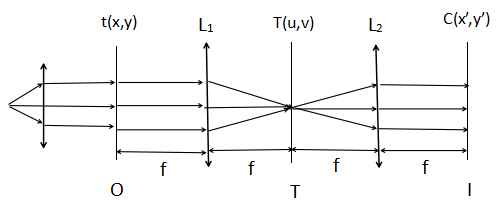 t(x,y) L₁ T(u,v) L₂ C(x′,y′)
f f f f
O T I